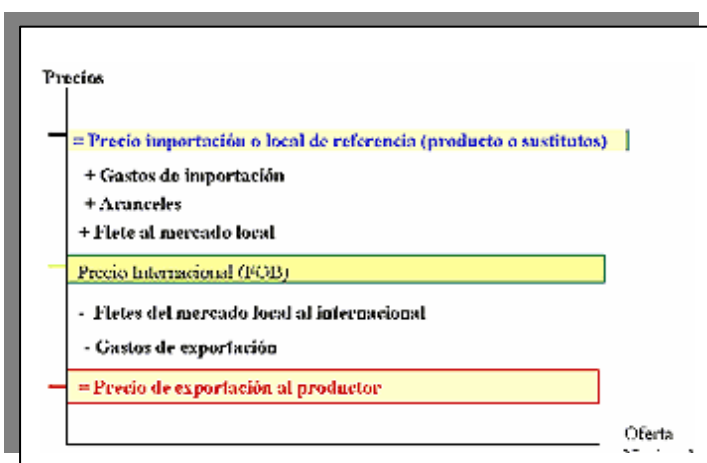 Precios
= Precio importación o local de referencia (producto o sustitutos)
+ Gastos de importación
+ Aranceles
+ Flete al mercado local
Precio Internacional (FOB)
- Fletes del mercado local al internacional
- Gastos de exportación
= Precio de exportación al productor
Oferta